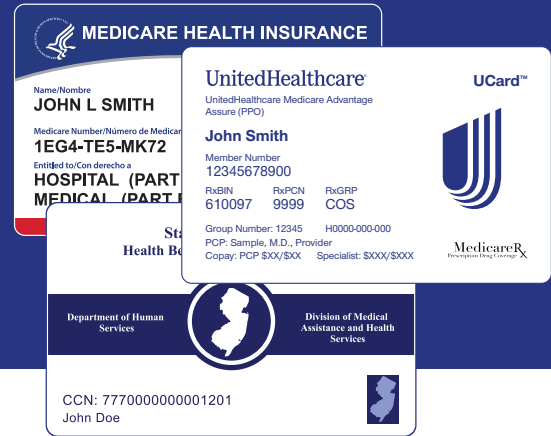 MEDICARE HEALTH INSURANCE
Name/Nombre
JOHN L SMITH
Medicare Number/Número de Medicar
1EG4-TE5-MK72
Entitled to/Con derecho a
HOSPITAL (PART
MEDICAL (PART
UnitedHealthcare®
UCard™
UnitedHealthcare Medicare Advantage
Assure (PPO)
John Smith
Member Number
12345678900
RxBIN RxPCN RxGRP
610097 9999 COS
Group Number: 12345 H0000-000-000
PCP: Sample, M.D., Provider
Copay: PCP $XX/$XX Specialist: $XXX/$XXX
MedicareRx
Prescription Drug Coverage
Sta
Health Be
Department of Human
Services
Division of Medical
Assistance and Health
Services
CCN: 7770000000001201
John Doe